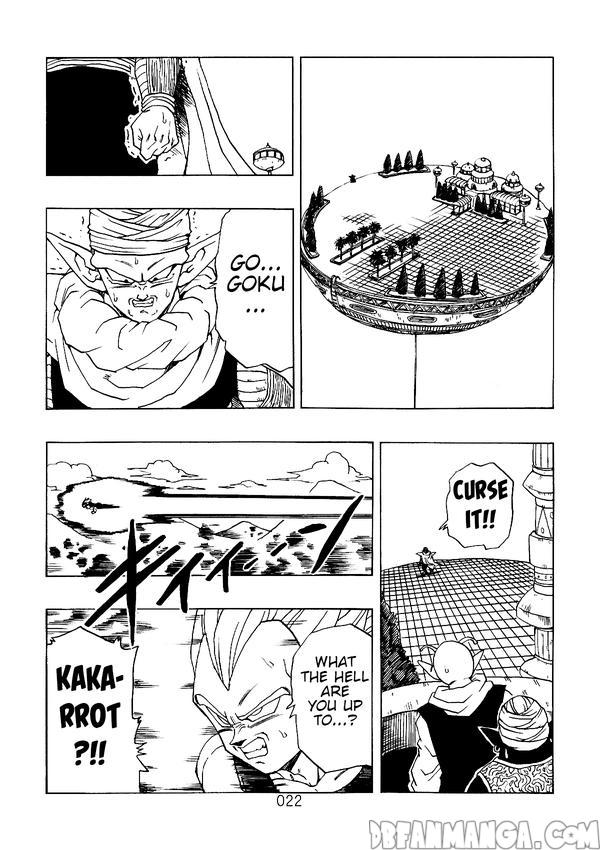 GO...
GOKU
...
CURSE
IT!!
WHAT
THE HELL
ARE
YOU UP
TO...?
KAKA-
RROT
?!!
022
DBFANMANGA.COM